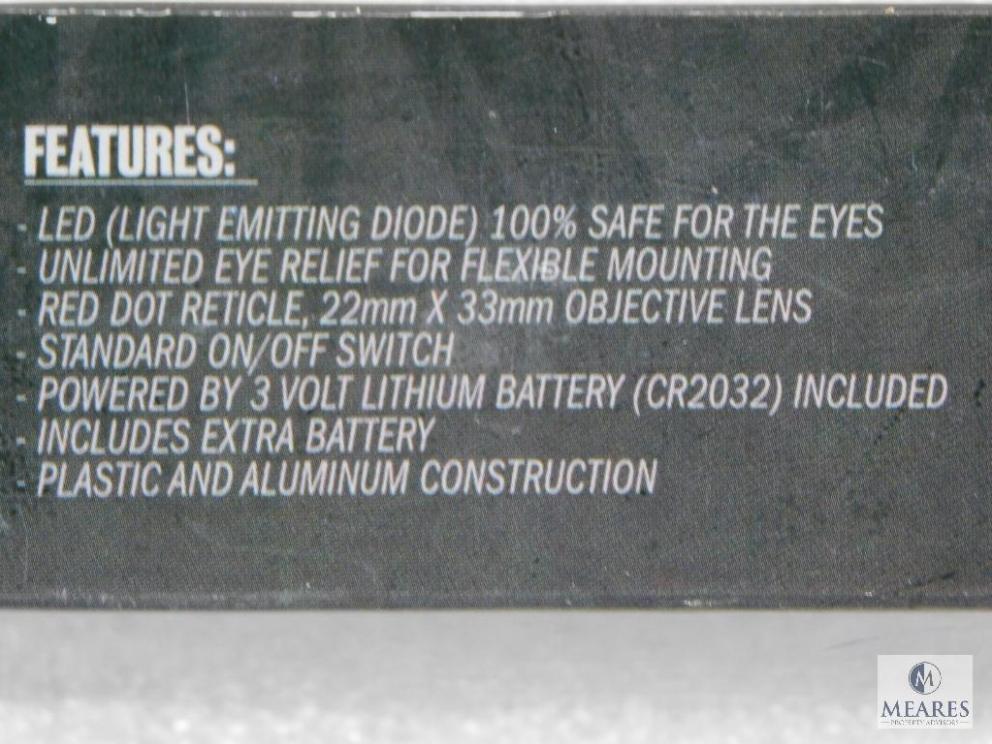 FEATURES:
- LED (LIGHT EMITTING DIODE) 100% SAFE FOR THE EYES
- UNLIMITED EYE RELIEF FOR FLEXIBLE MOUNTING
- RED DOT RETICLE, 22mm X 33mm OBJECTIVE LENS
- STANDARD ON/OFF SWITCH
- POWERED BY 3 VOLT LITHIUM BATTERY (CR2032) INCLUDED
- INCLUDES EXTRA BATTERY
- PLASTIC AND ALUMINUM CONSTRUCTION
M
MEARES
PROPERTY ADVISORS